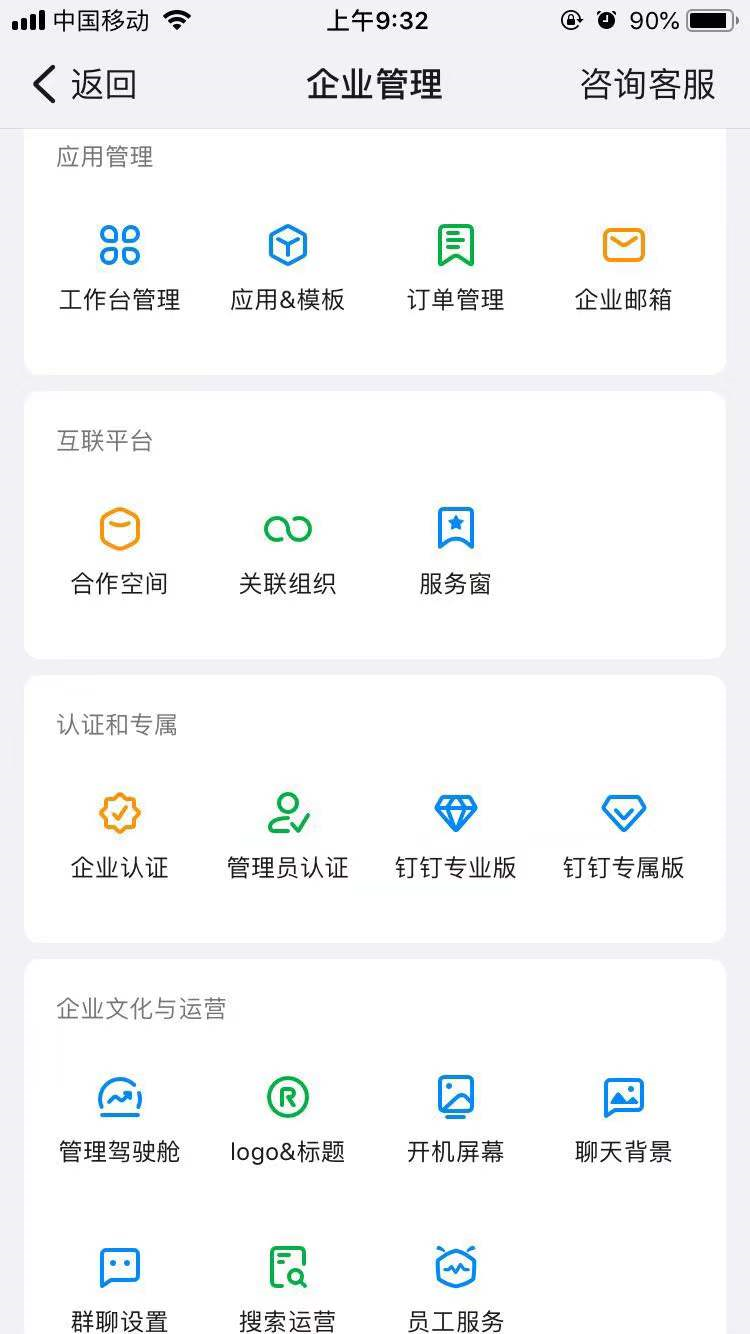 中国移动 上午9:32 90%
返回 企业管理 咨询客服
应用管理
工作台管理 应用&模板 订单管理 企业邮箱
互联平台
合作空间 关联组织 服务窗
认证和专属
企业认证 管理员认证 钉钉专业版 钉钉专属版
企业文化与运营
管理驾驶舱 logo&标题 开机屏幕 聊天背景
群聊设置 搜索运营 员工服务